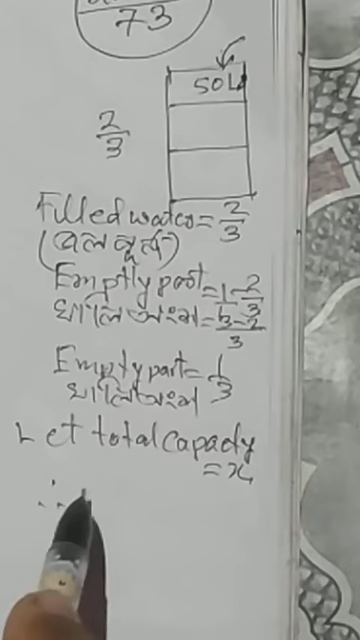 73
50L
2/3
Filled water = 2/3
Empty part = 1 - 2/3
খালি অংশ = 3-2/3
Empty part = 1/3
খালি অংশ
Let total capacity
= x
∴